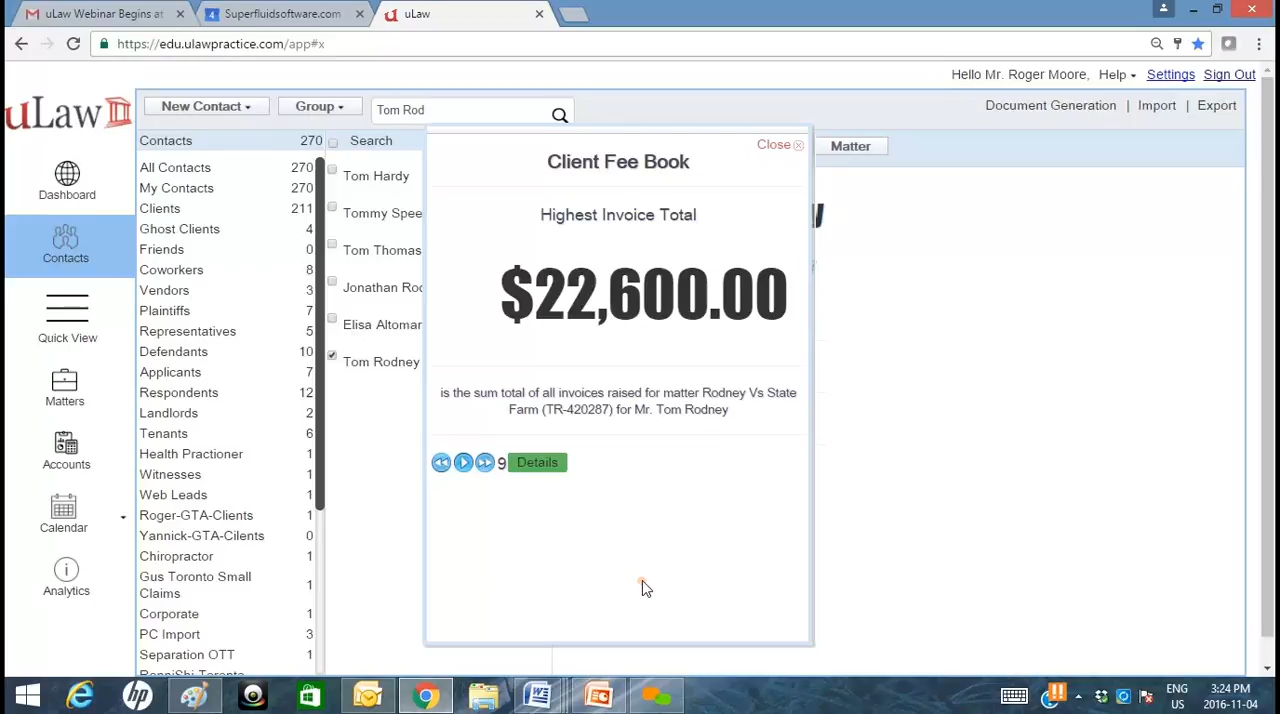 uLaw Webinar Begins at
Superfluidsoftware.com
uLaw
https://edu.ulawpractice.com/app#x
Hello Mr. Roger Moore, Help Settings Sign Out
uLaw
New Contact Group Tom Rod
Document Generation | Import | Export
Contacts 270 Search
Close
Matter
Client Fee Book
All Contacts 270
My Contacts 270
Clients 211
Ghost Clients 4
Friends 0
Coworkers 8
Vendors 3
Plaintiffs 7
Representatives 5
Defendants 10
Applicants 7
Respondents 12
Landlords 2
Tenants 6
Health Practioner 1
Witnesses 1
Web Leads 1
Roger-GTA-Clients 1
Yannick-GTA-Cilents 0
Chiropractor 1
Gus Toronto Small
Claims 1
Corporate 1
PC Import 3
Separation OTT 1
Dashboard
Contacts
Quick View
Matters
Accounts
Calendar
Analytics
Tom Hardy
Tommy Spee
Tom Thomas
Jonathan Roc
Elisa Altomar
Tom Rodney
Highest Invoice Total
$22,600.00
is the sum total of all invoices raised for matter Rodney Vs State
Farm (TR-420287) for Mr. Tom Rodney
9 Details
y
ENG
US
3:24 PM
2016-11-04